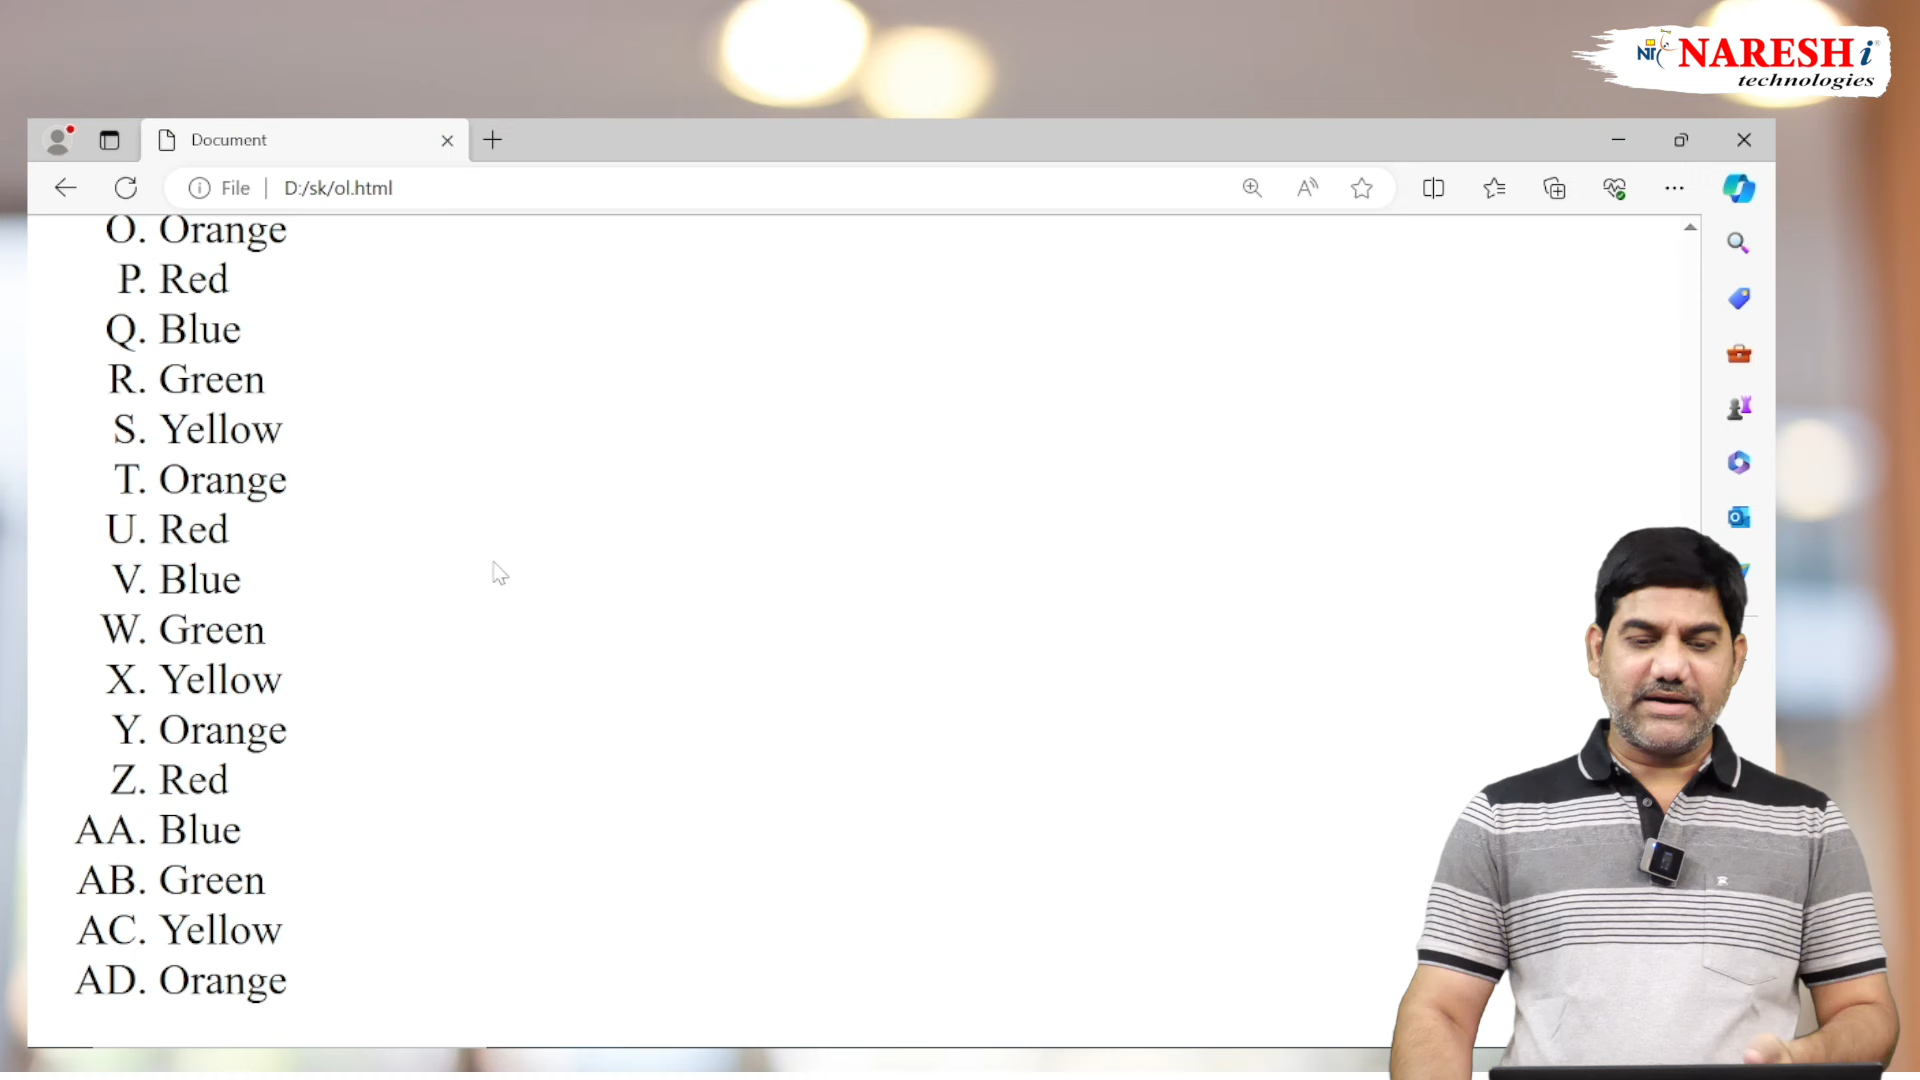 NIT NARESH i
technologies
Document
File D:/sk/ol.html
O. Orange
P. Red
Q. Blue
R. Green
S. Yellow
T. Orange
U. Red
V. Blue
W. Green
X. Yellow
Y. Orange
Z. Red
AA. Blue
AB. Green
AC. Yellow
AD. Orange